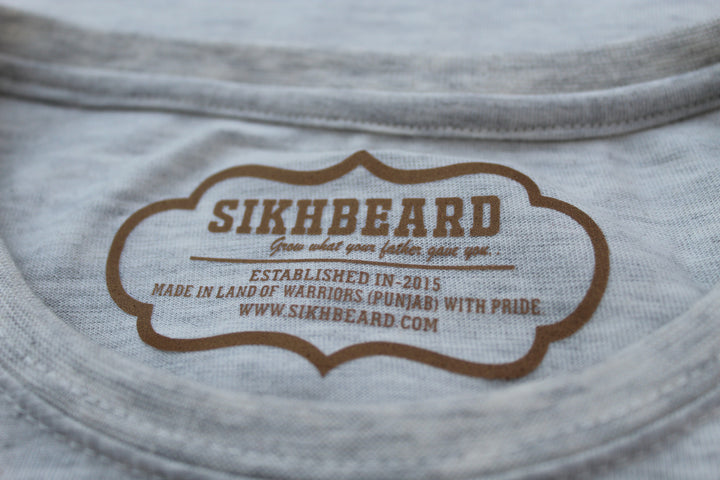 SIKHBEARD
Grow what your father gave you..
ESTABLISHED IN-2015
MADE IN LAND OF WARRIORS (PUNJAB) WITH PRIDE
WWW.SIKHBEARD.COM